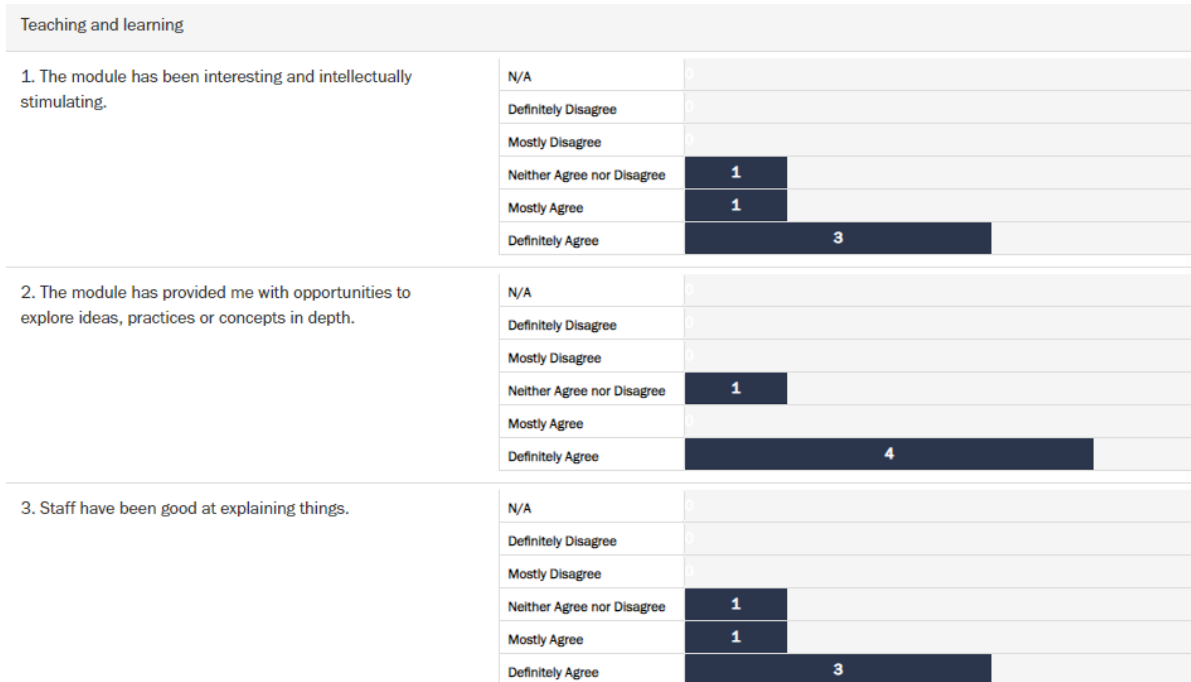 Teaching and learning
1. The module has been interesting and intellectually
stimulating.
N/A 0
Definitely Disagree 0
Mostly Disagree 0
Neither Agree nor Disagree 1
Mostly Agree 1
Definitely Agree 3
2. The module has provided me with opportunities to
explore ideas, practices or concepts in depth.
N/A 0
Definitely Disagree 0
Mostly Disagree 0
Neither Agree nor Disagree 1
Mostly Agree 0
Definitely Agree 4
3. Staff have been good at explaining things.
N/A 0
Definitely Disagree 0
Mostly Disagree 0
Neither Agree nor Disagree 1
Mostly Agree 1
Definitely Agree 3